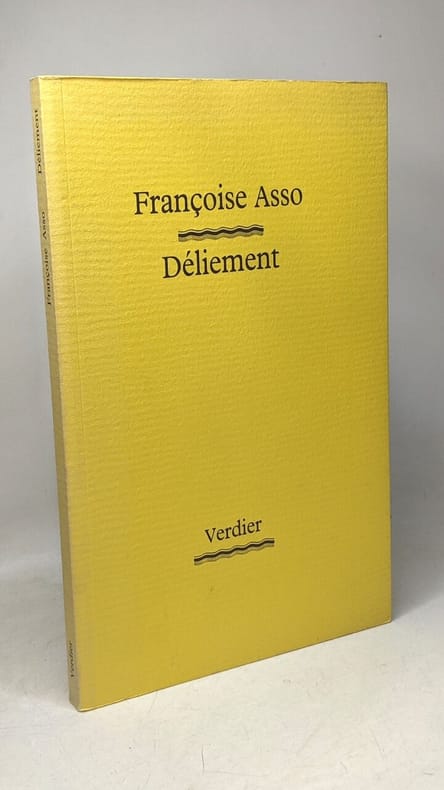 Françoise Asso
Déliement
Verdier
Verdier
Françoise Asso
Déliement